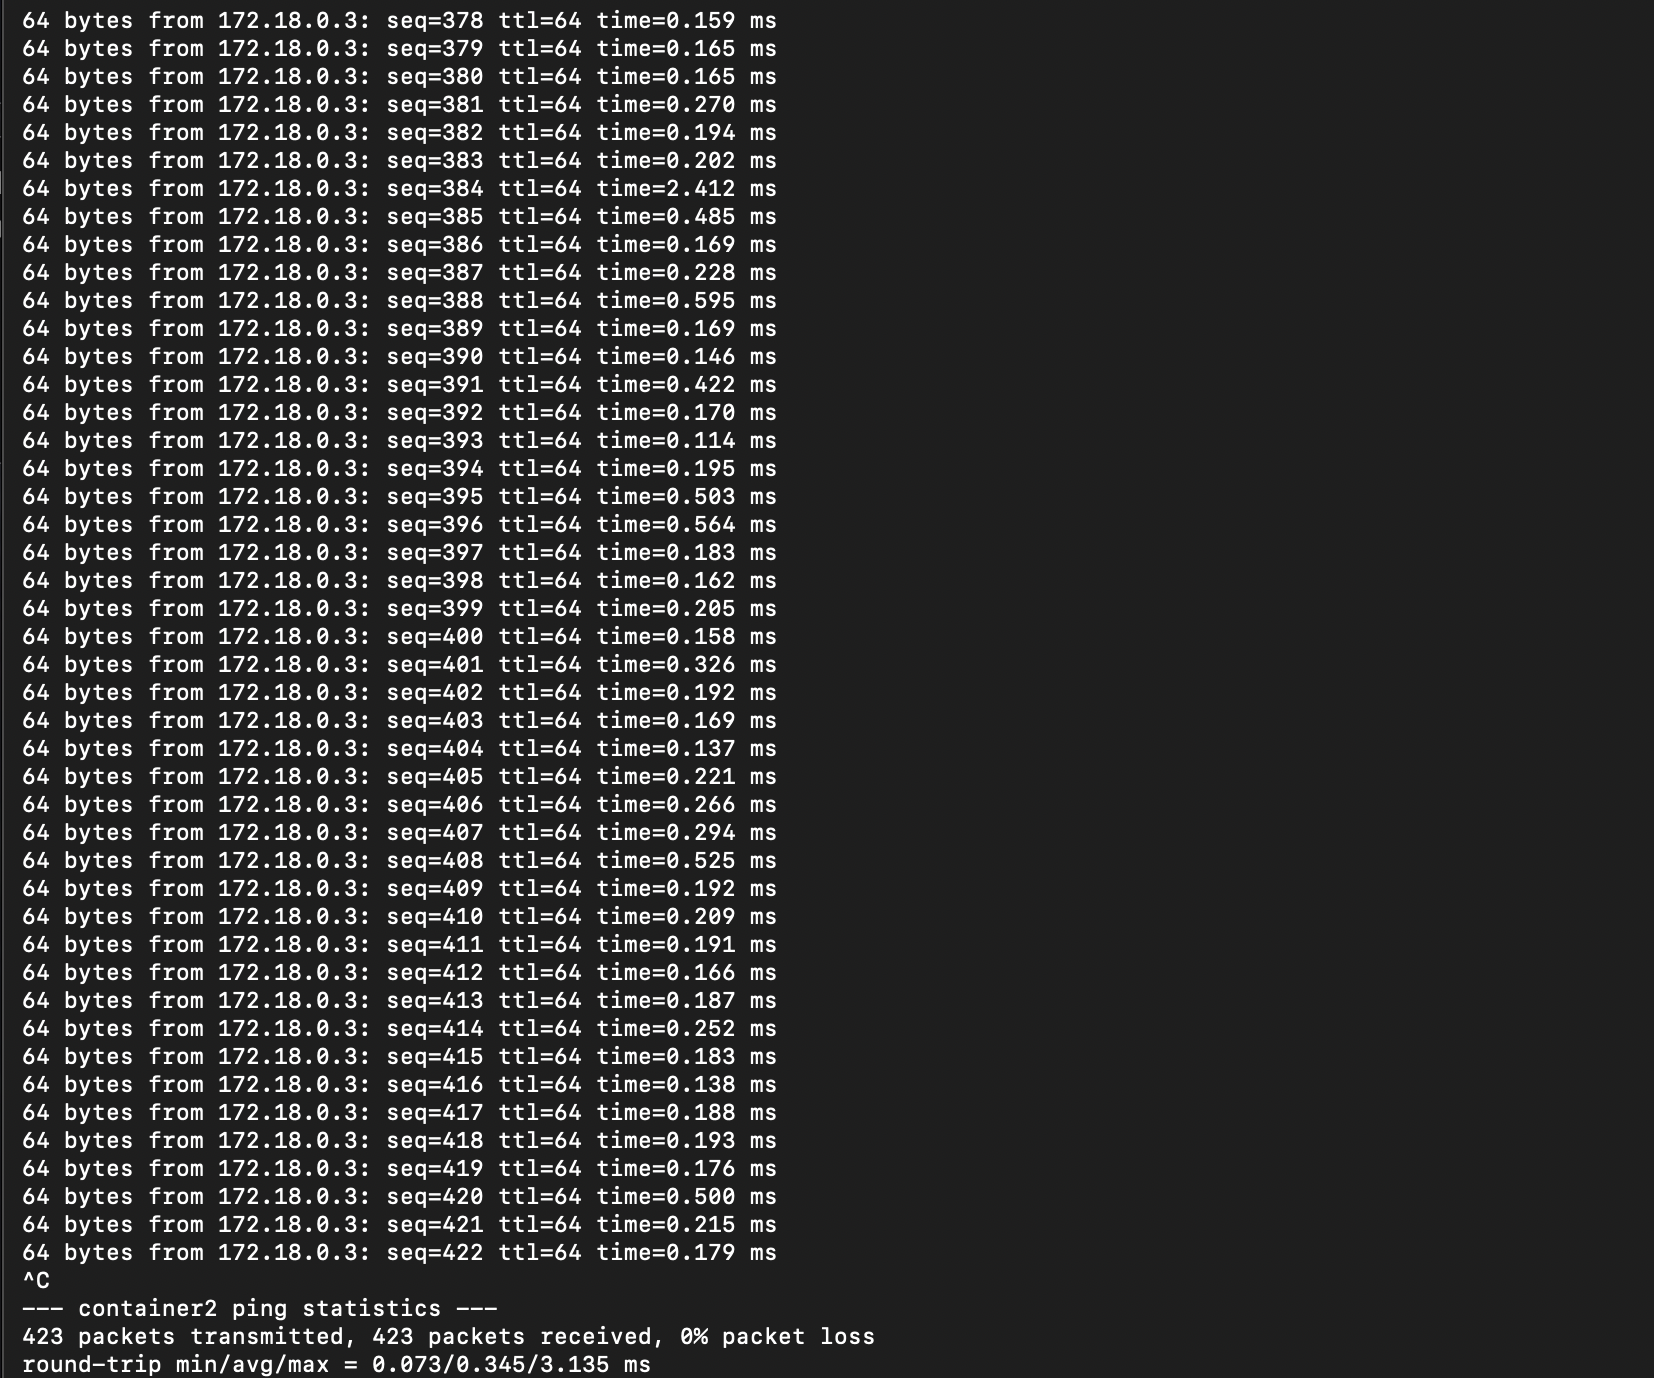 64 bytes from 172.18.0.3: seq=378 ttl=64 time=0.159 ms
64 bytes from 172.18.0.3: seq=379 ttl=64 time=0.165 ms
64 bytes from 172.18.0.3: seq=380 ttl=64 time=0.165 ms
64 bytes from 172.18.0.3: seq=381 ttl=64 time=0.270 ms
64 bytes from 172.18.0.3: seq=382 ttl=64 time=0.194 ms
64 bytes from 172.18.0.3: seq=383 ttl=64 time=0.202 ms
64 bytes from 172.18.0.3: seq=384 ttl=64 time=2.412 ms
64 bytes from 172.18.0.3: seq=385 ttl=64 time=0.485 ms
64 bytes from 172.18.0.3: seq=386 ttl=64 time=0.169 ms
64 bytes from 172.18.0.3: seq=387 ttl=64 time=0.228 ms
64 bytes from 172.18.0.3: seq=388 ttl=64 time=0.595 ms
64 bytes from 172.18.0.3: seq=389 ttl=64 time=0.169 ms
64 bytes from 172.18.0.3: seq=390 ttl=64 time=0.146 ms
64 bytes from 172.18.0.3: seq=391 ttl=64 time=0.422 ms
64 bytes from 172.18.0.3: seq=392 ttl=64 time=0.170 ms
64 bytes from 172.18.0.3: seq=393 ttl=64 time=0.114 ms
64 bytes from 172.18.0.3: seq=394 ttl=64 time=0.195 ms
64 bytes from 172.18.0.3: seq=395 ttl=64 time=0.503 ms
64 bytes from 172.18.0.3: seq=396 ttl=64 time=0.564 ms
64 bytes from 172.18.0.3: seq=397 ttl=64 time=0.183 ms
64 bytes from 172.18.0.3: seq=398 ttl=64 time=0.162 ms
64 bytes from 172.18.0.3: seq=399 ttl=64 time=0.205 ms
64 bytes from 172.18.0.3: seq=400 ttl=64 time=0.158 ms
64 bytes from 172.18.0.3: seq=401 ttl=64 time=0.326 ms
64 bytes from 172.18.0.3: seq=402 ttl=64 time=0.192 ms
64 bytes from 172.18.0.3: seq=403 ttl=64 time=0.169 ms
64 bytes from 172.18.0.3: seq=404 ttl=64 time=0.137 ms
64 bytes from 172.18.0.3: seq=405 ttl=64 time=0.221 ms
64 bytes from 172.18.0.3: seq=406 ttl=64 time=0.266 ms
64 bytes from 172.18.0.3: seq=407 ttl=64 time=0.294 ms
64 bytes from 172.18.0.3: seq=408 ttl=64 time=0.525 ms
64 bytes from 172.18.0.3: seq=409 ttl=64 time=0.192 ms
64 bytes from 172.18.0.3: seq=410 ttl=64 time=0.209 ms
64 bytes from 172.18.0.3: seq=411 ttl=64 time=0.191 ms
64 bytes from 172.18.0.3: seq=412 ttl=64 time=0.166 ms
64 bytes from 172.18.0.3: seq=413 ttl=64 time=0.187 ms
64 bytes from 172.18.0.3: seq=414 ttl=64 time=0.252 ms
64 bytes from 172.18.0.3: seq=415 ttl=64 time=0.183 ms
64 bytes from 172.18.0.3: seq=416 ttl=64 time=0.138 ms
64 bytes from 172.18.0.3: seq=417 ttl=64 time=0.188 ms
64 bytes from 172.18.0.3: seq=418 ttl=64 time=0.193 ms
64 bytes from 172.18.0.3: seq=419 ttl=64 time=0.176 ms
64 bytes from 172.18.0.3: seq=420 ttl=64 time=0.500 ms
64 bytes from 172.18.0.3: seq=421 ttl=64 time=0.215 ms
64 bytes from 172.18.0.3: seq=422 ttl=64 time=0.179 ms
^C
--- container2 ping statistics ---
423 packets transmitted, 423 packets received, 0% packet loss
round-trip min/avg/max = 0.073/0.345/3.135 ms